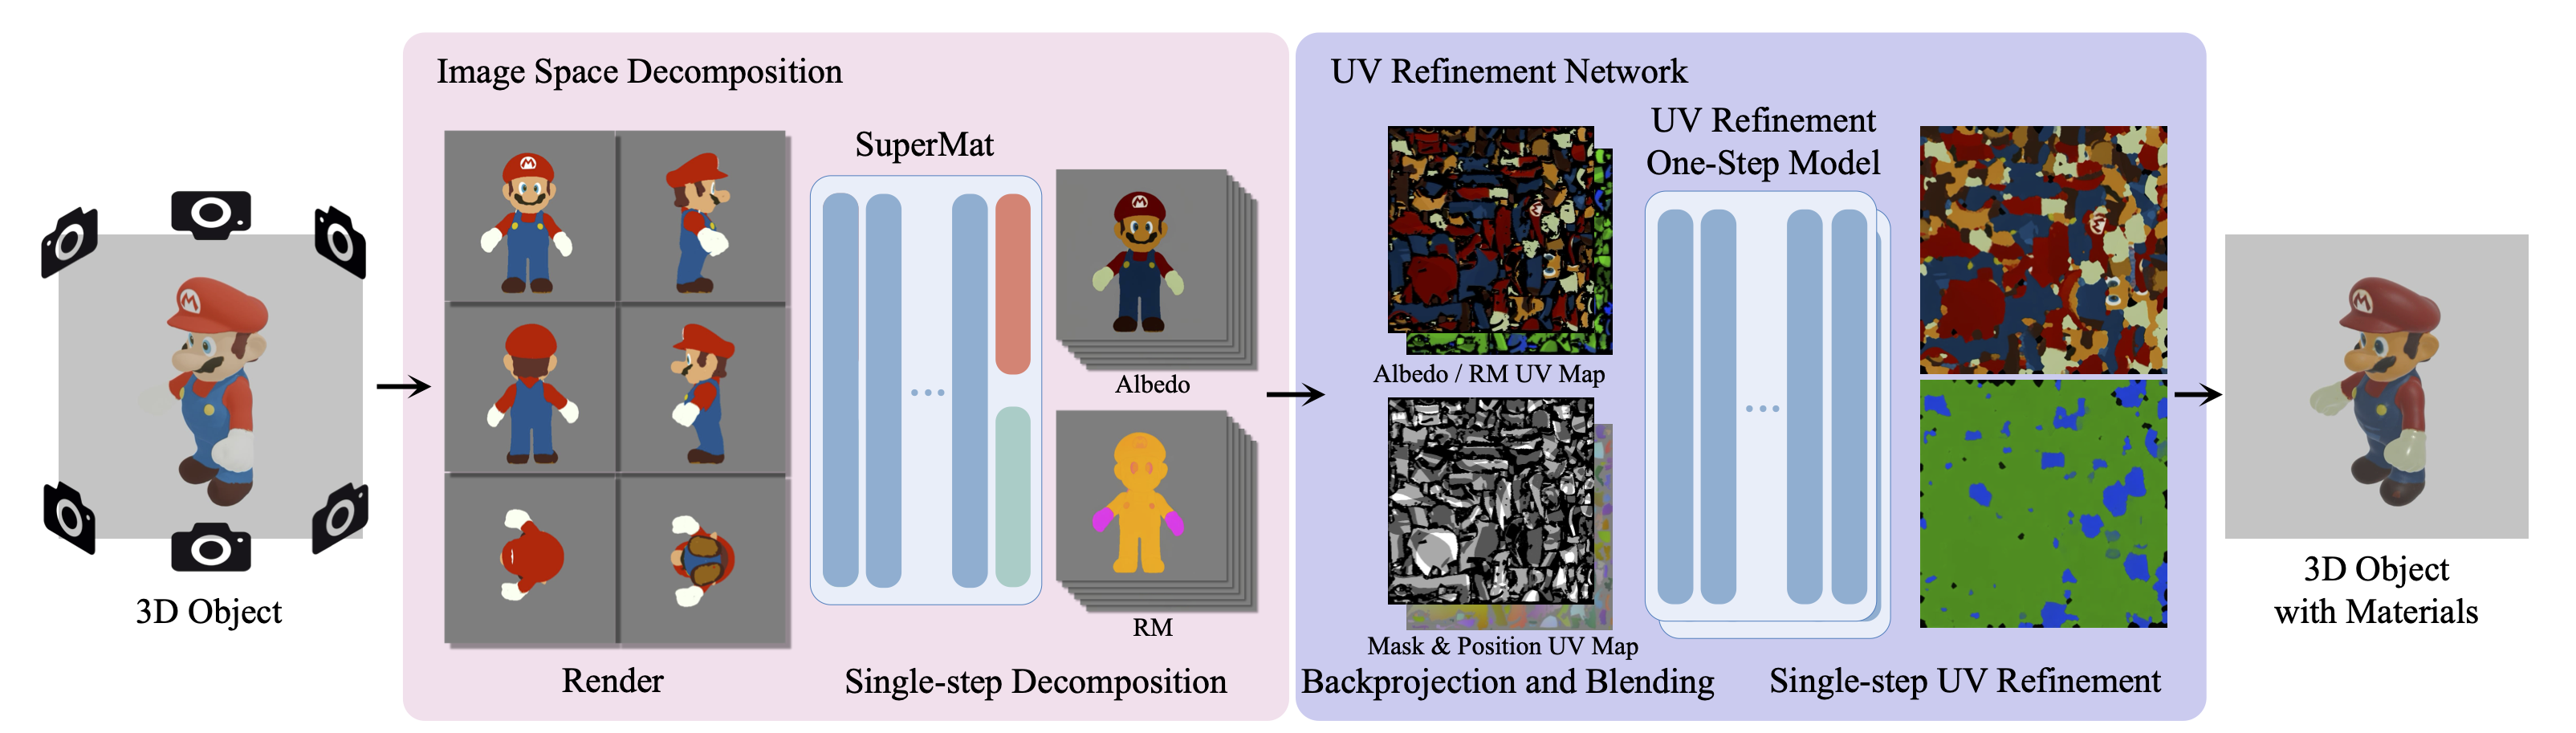 Image Space Decomposition
UV Refinement Network
SuperMat
UV Refinement
One-Step Model
Albedo
Albedo / RM UV Map
RM
Mask & Position UV Map
3D Object
Render
Single-step Decomposition
Backprojection and Blending
Single-step UV Refinement
3D Object
with Materials